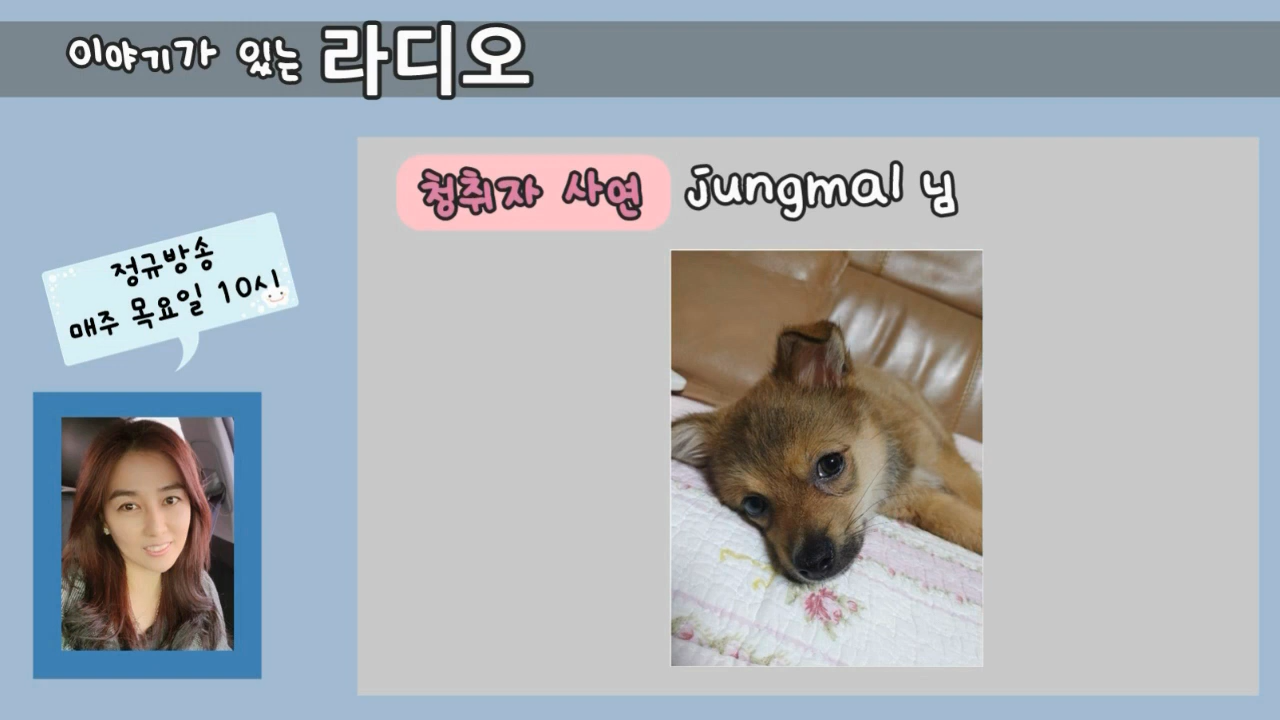 이야기가 있는 라디오
청취자 사연 jungmal 님
정규방송
매주 목요일 10시